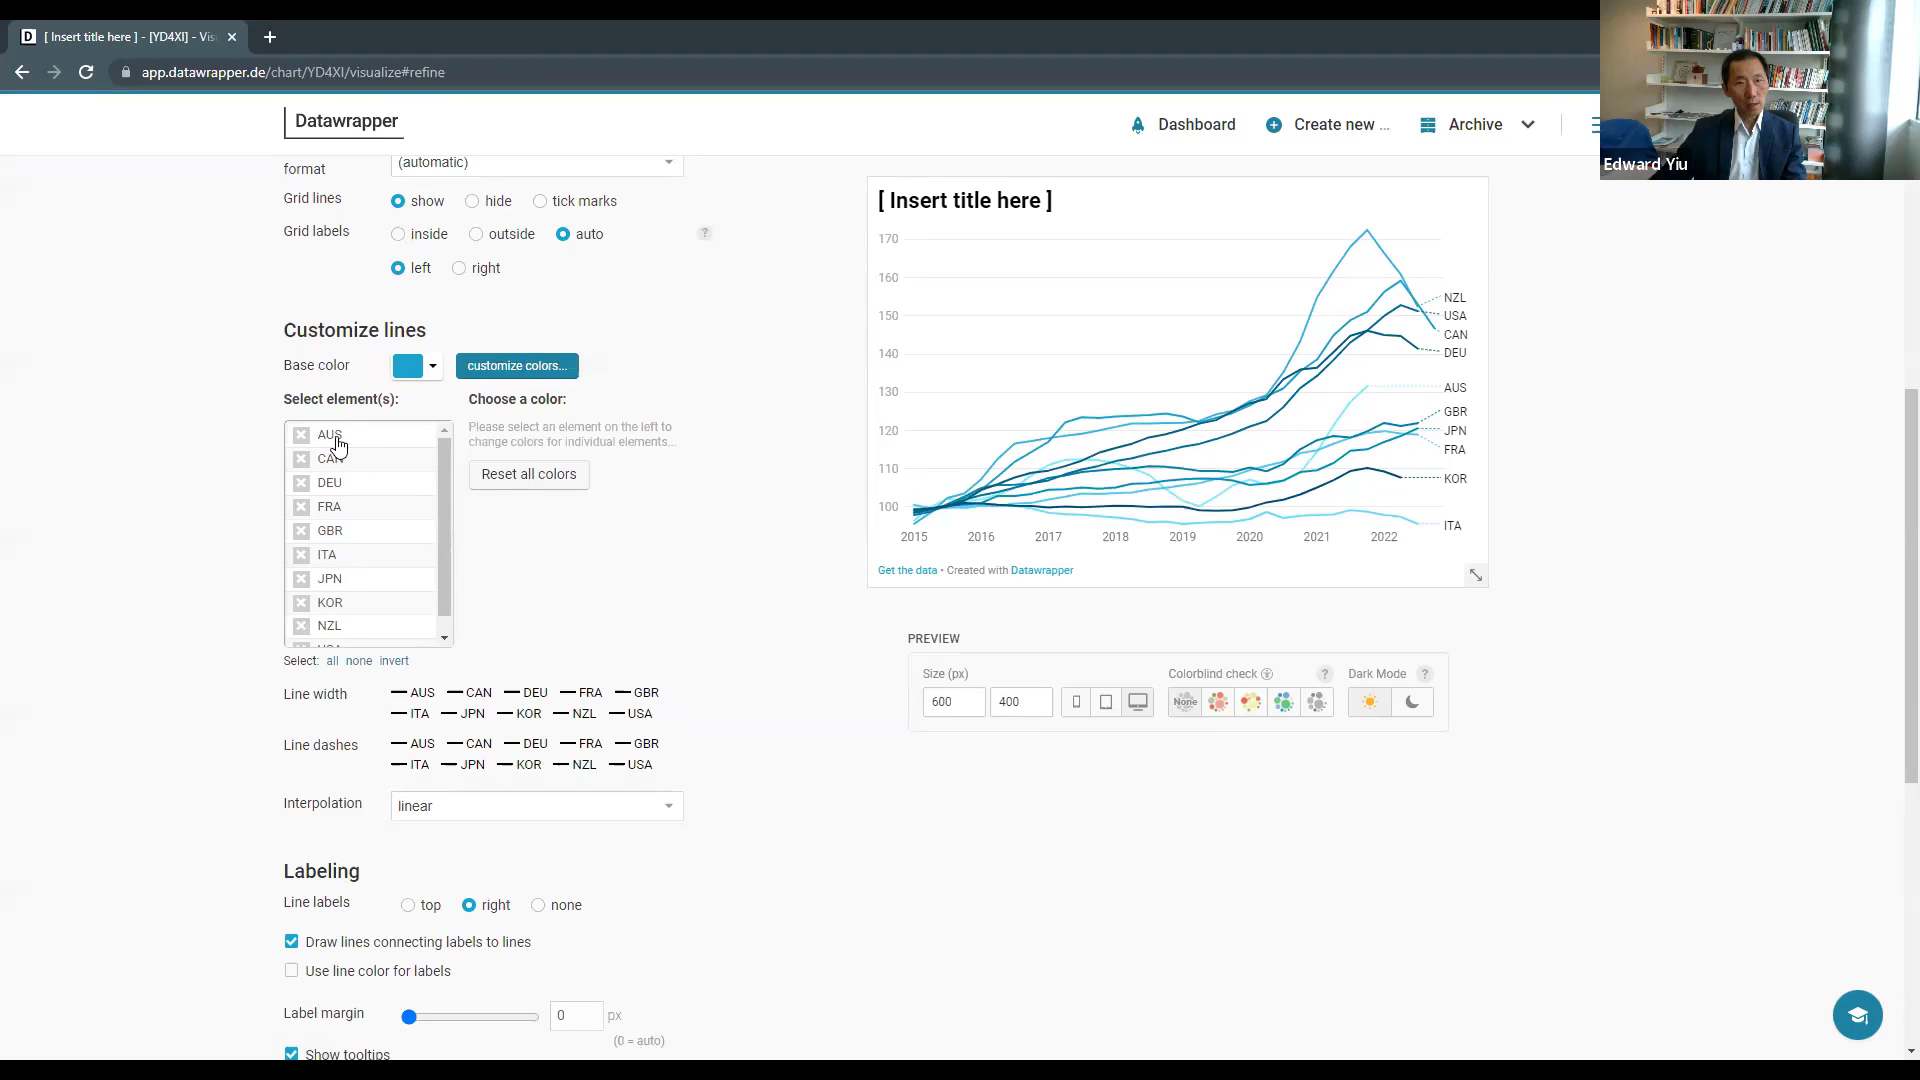 [ Insert title here ] - [YD4XI] - Vis
app.datawrapper.de/chart/YD4XI/visualize#refine
Edward Yiu
Datawrapper
Dashboard
Create new ...
Archive
format
(automatic)
Grid lines
show
hide
tick marks
Grid labels
inside
outside
auto
?
left
right
Customize lines
Base color
customize colors...
Select element(s):
Choose a color:
Please select an element on the left to
change colors for individual elements...
Reset all colors
AUS
CAN
DEU
FRA
GBR
ITA
JPN
KOR
NZL
USA
Select: all none invert
Line width
AUS CAN DEU FRA GBR
ITA JPN KOR NZL USA
Line dashes
AUS CAN DEU FRA GBR
ITA JPN KOR NZL USA
Interpolation
linear
Labeling
Line labels
top
right
none
Draw lines connecting labels to lines
Use line color for labels
Label margin
0
px
(0 = auto)
Show tooltips
[ Insert title here ]
170
160
150
140
130
120
110
100
NZL
USA
CAN
DEU
AUS
GBR
JPN
FRA
KOR
ITA
2015 2016 2017 2018 2019 2020 2021 2022
Get the data • Created with Datawrapper
PREVIEW
Size (px)
600
400
Colorblind check
?
None
Dark Mode
?